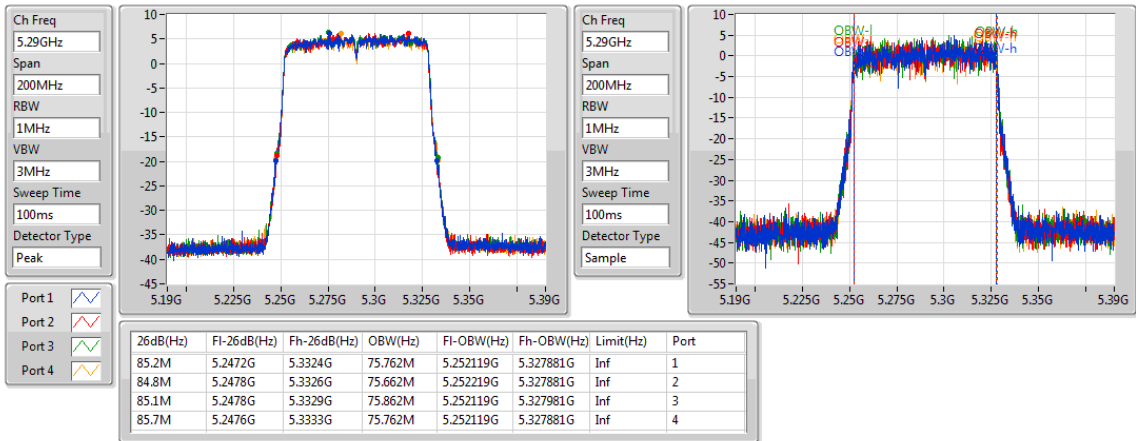 Ch Freq
5.29GHz
Span
200MHz
RBW
1MHz
VBW
3MHz
Sweep Time
100ms
Detector Type
Peak
10
5
0
-5
-10
-15
-20
-25
-30
-35
-40
-45
5.19G 5.225G 5.25G 5.275G 5.3G 5.325G 5.35G 5.39G
Ch Freq
5.29GHz
Span
200MHz
RBW
1MHz
VBW
3MHz
Sweep Time
100ms
Detector Type
Sample
10
5
0
-5
-10
-15
-20
-25
-30
-35
-40
-45
-50
-55
OBW-l
OBW-h
5.19G 5.225G 5.25G 5.275G 5.3G 5.325G 5.35G 5.39G
Port 1
Port 2
Port 3
Port 4
26dB(Hz) Fl-26dB(Hz) Fh-26dB(Hz) OBW(Hz) Fl-OBW(Hz) Fh-OBW(Hz) Limit(Hz) Port
85.2M 5.2472G 5.3324G 75.762M 5.252119G 5.327881G Inf 1
84.8M 5.2478G 5.3326G 75.662M 5.252219G 5.327881G Inf 2
85.1M 5.2478G 5.3329G 75.862M 5.252119G 5.327981G Inf 3
85.7M 5.2476G 5.3333G 75.762M 5.252119G 5.327881G Inf 4